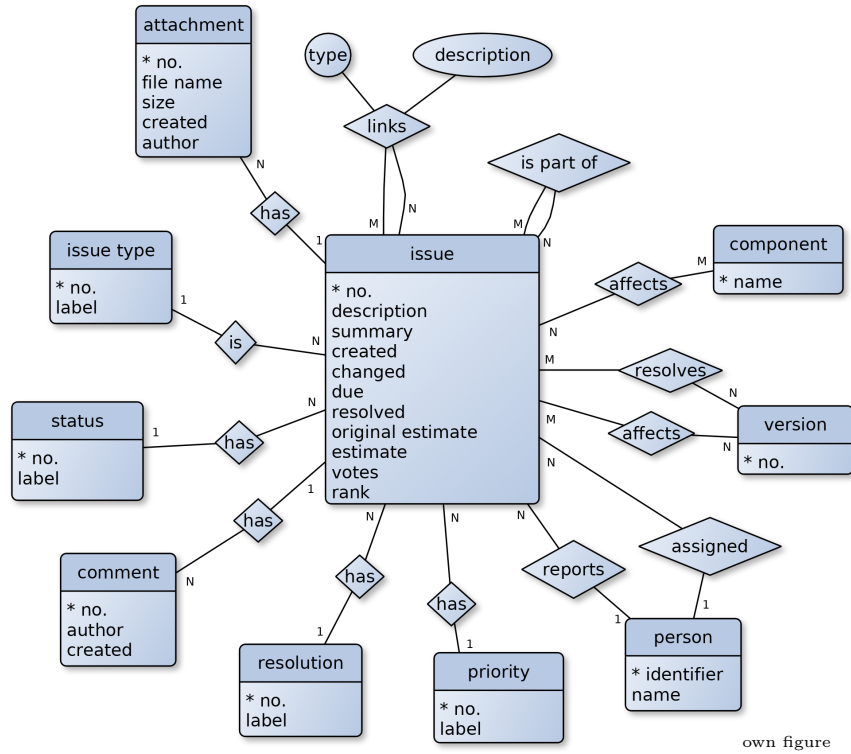 attachment
* no.
file name
size
created
author
type
description
links
is part of
N
has
1
M
N
M
N
issue type
* no.
label
1
is
N
issue
* no.
description
summary
created
changed
due
resolved
original estimate
estimate
votes
rank
component
* name
M
affects
N
M
resolves
N
M
affects
N
version
* no.
status
* no.
label
1
has
N
comment
* no.
author
created
N
has
1
N
has
1
resolution
* no.
label
N
has
1
priority
* no.
label
N
reports
1
N
assigned
1
person
* identifier
name
own figure